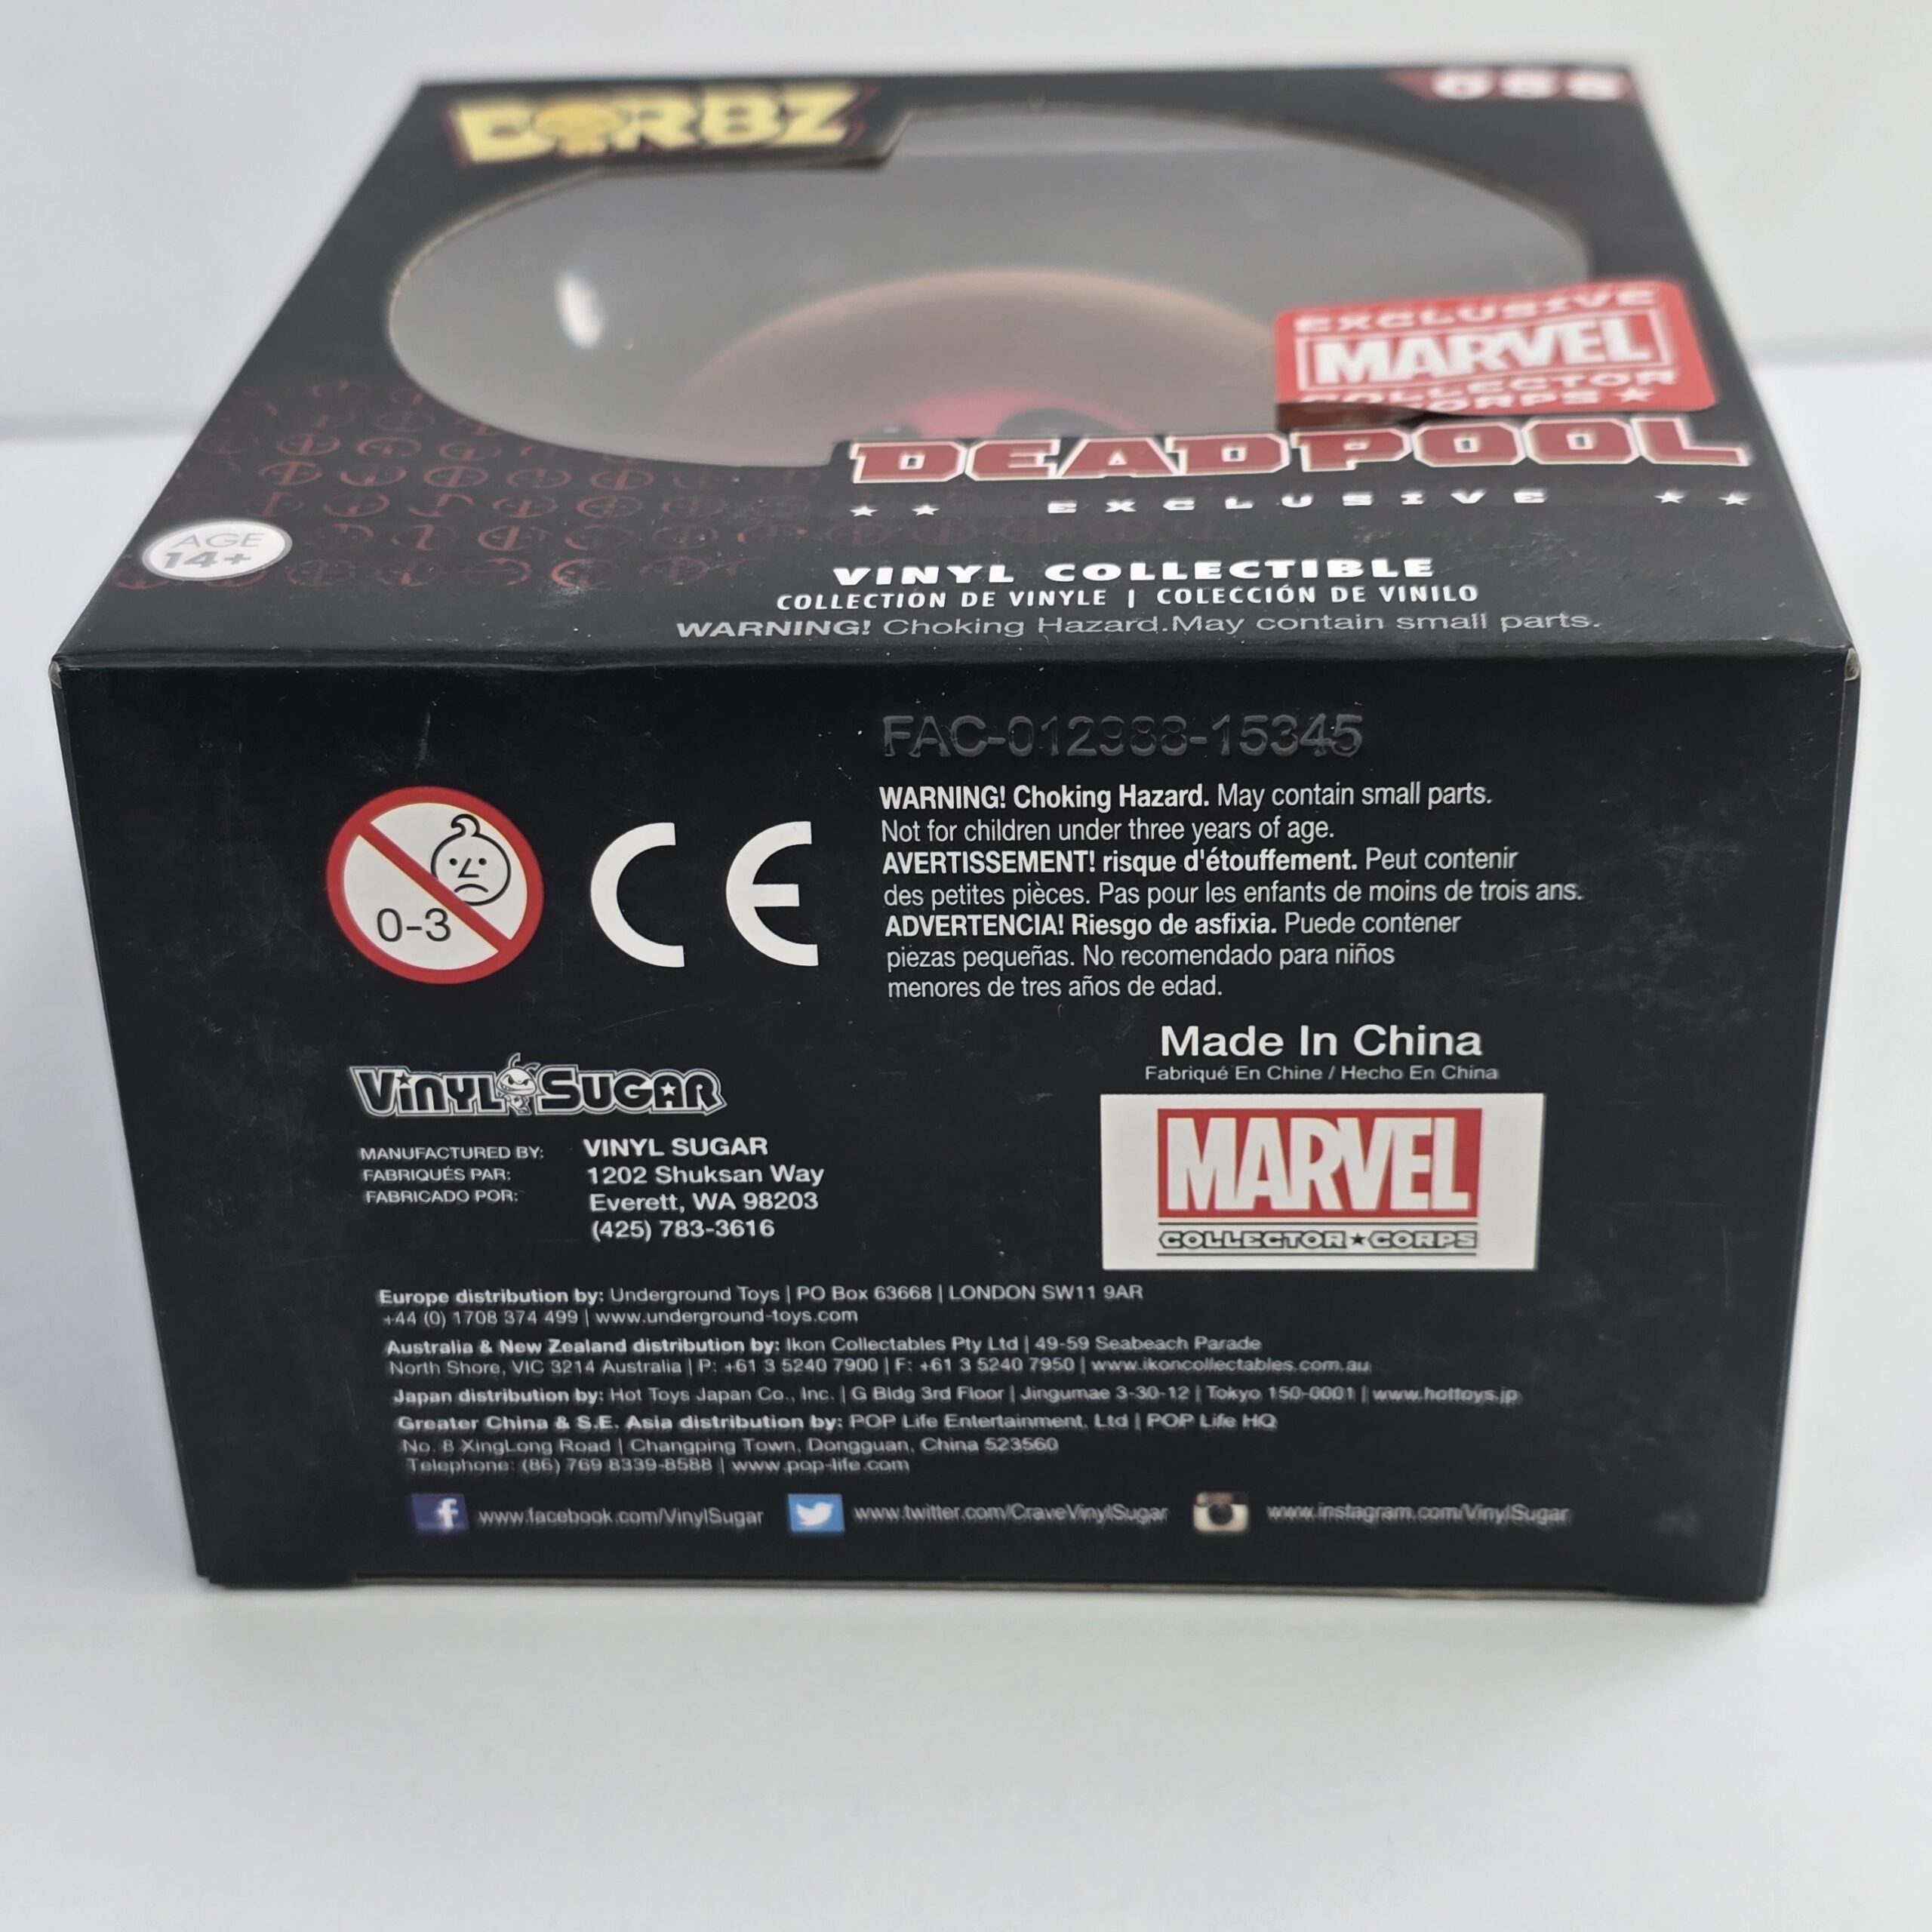 DORBZ
EXCLUSIVE
MARVEL
COLLECTOR
CORPS ★
DEADPOOL
★ ★ EXCLUSIVE ★ ★
AGE
14+
VINYL COLLECTIBLE
COLLECTION DE VINYLE | COLECCIÓN DE VINILO
WARNING! Choking Hazard.May contain small parts.
FAC-012388-15345
WARNING! Choking Hazard. May contain small parts.
Not for children under three years of age.
AVERTISSEMENT! risque d'étouffement. Peut contenir
des petites pièces. Pas pour les enfants de moins de trois ans.
ADVERTENCIA! Riesgo de asfixia. Puede contener
piezas pequeñas. No recomendado para niños
menores de tres años de edad.
0-3
CE
Made In China
Fabriqué En Chine / Hecho En China
VINYL SUGAR
MANUFACTURED BY:
FABRIQUÉS PAR:
FABRICADO POR:
VINYL SUGAR
1202 Shuksan Way
Everett, WA 98203
(425) 783-3616
MARVEL
COLLECTOR★CORPS
Europe distribution by: Underground Toys | PO Box 63668 | LONDON SW11 9AR
+44 (0) 1708 374 499 | www.underground-toys.com
Australia & New Zealand distribution by: Ikon Collectables Pty Ltd | 49-59 Seabeach Parade
North Shore, VIC 3214 Australia | P: +61 3 5240 7900 | F: +61 3 5240 7950 | www.ikoncollectables.com.au
Japan distribution by: Hot Toys Japan Co., Inc. | G Bldg 3rd Floor | Jingumae 3-30-12 | Tokyo 150-0001 | www.hottoys.jp
Greater China & S.E. Asia distribution by: POP Life Entertainment, Ltd | POP Life HQ
No. 8 XingLong Road | Changping Town, Dongguan, China 523560
Telephone: (86) 769 8339-8588 | www.pop-life.com
www.facebook.com/VinylSugar
www.twitter.com/CraveVinylSugar
www.instagram.com/VinylSugar